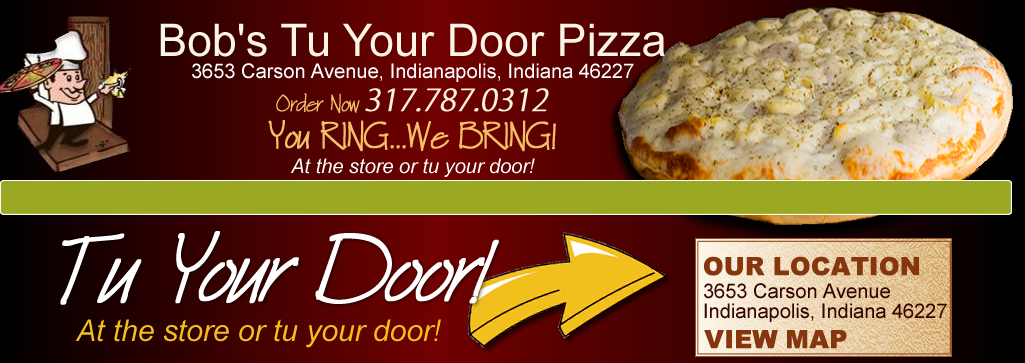 Bob's Tu Your Door Pizza
3653 Carson Avenue, Indianapolis, Indiana 46227
Order Now 317.787.0312
You RING...We BRING!
At the store or tu your door!
Tu Your Door!
At the store or tu your door!
OUR LOCATION
3653 Carson Avenue
Indianapolis, Indiana 46227
VIEW MAP